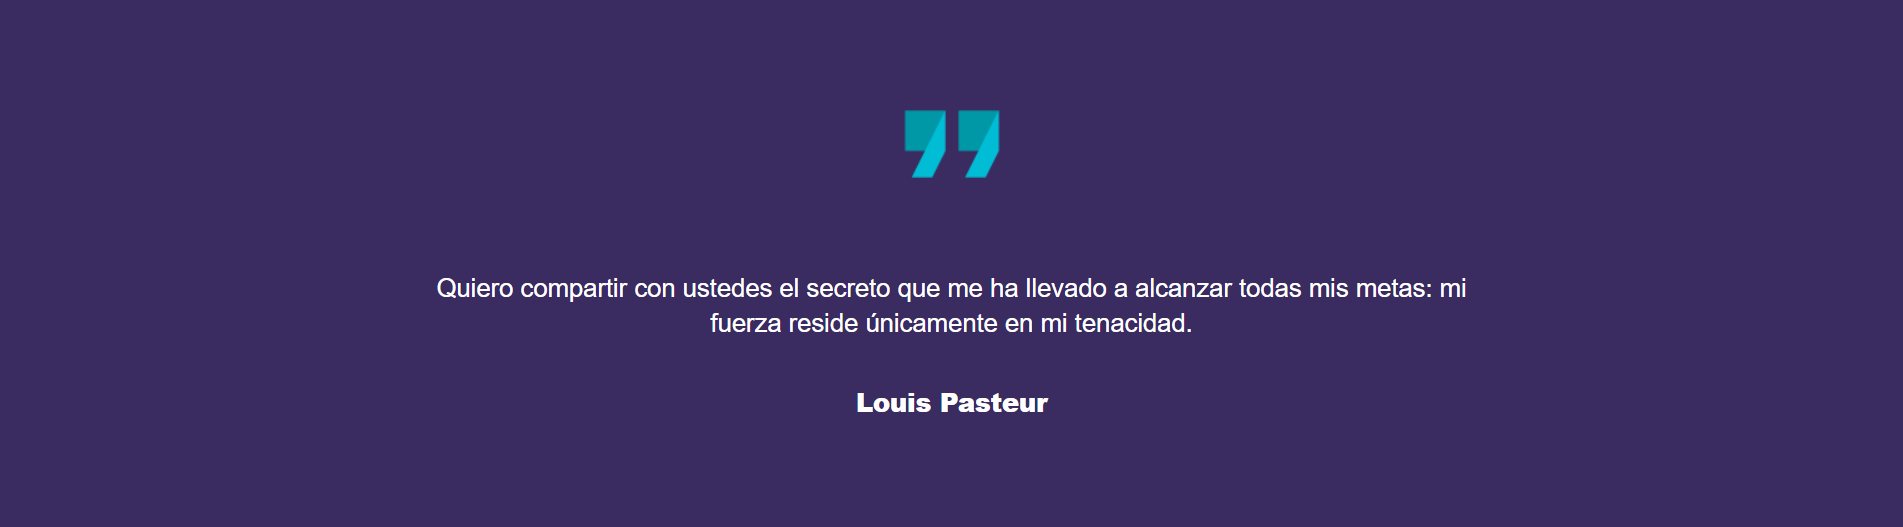 Quiero compartir con ustedes el secreto que me ha llevado a alcanzar todas mis metas: mi
fuerza reside únicamente en mi tenacidad.
Louis Pasteur